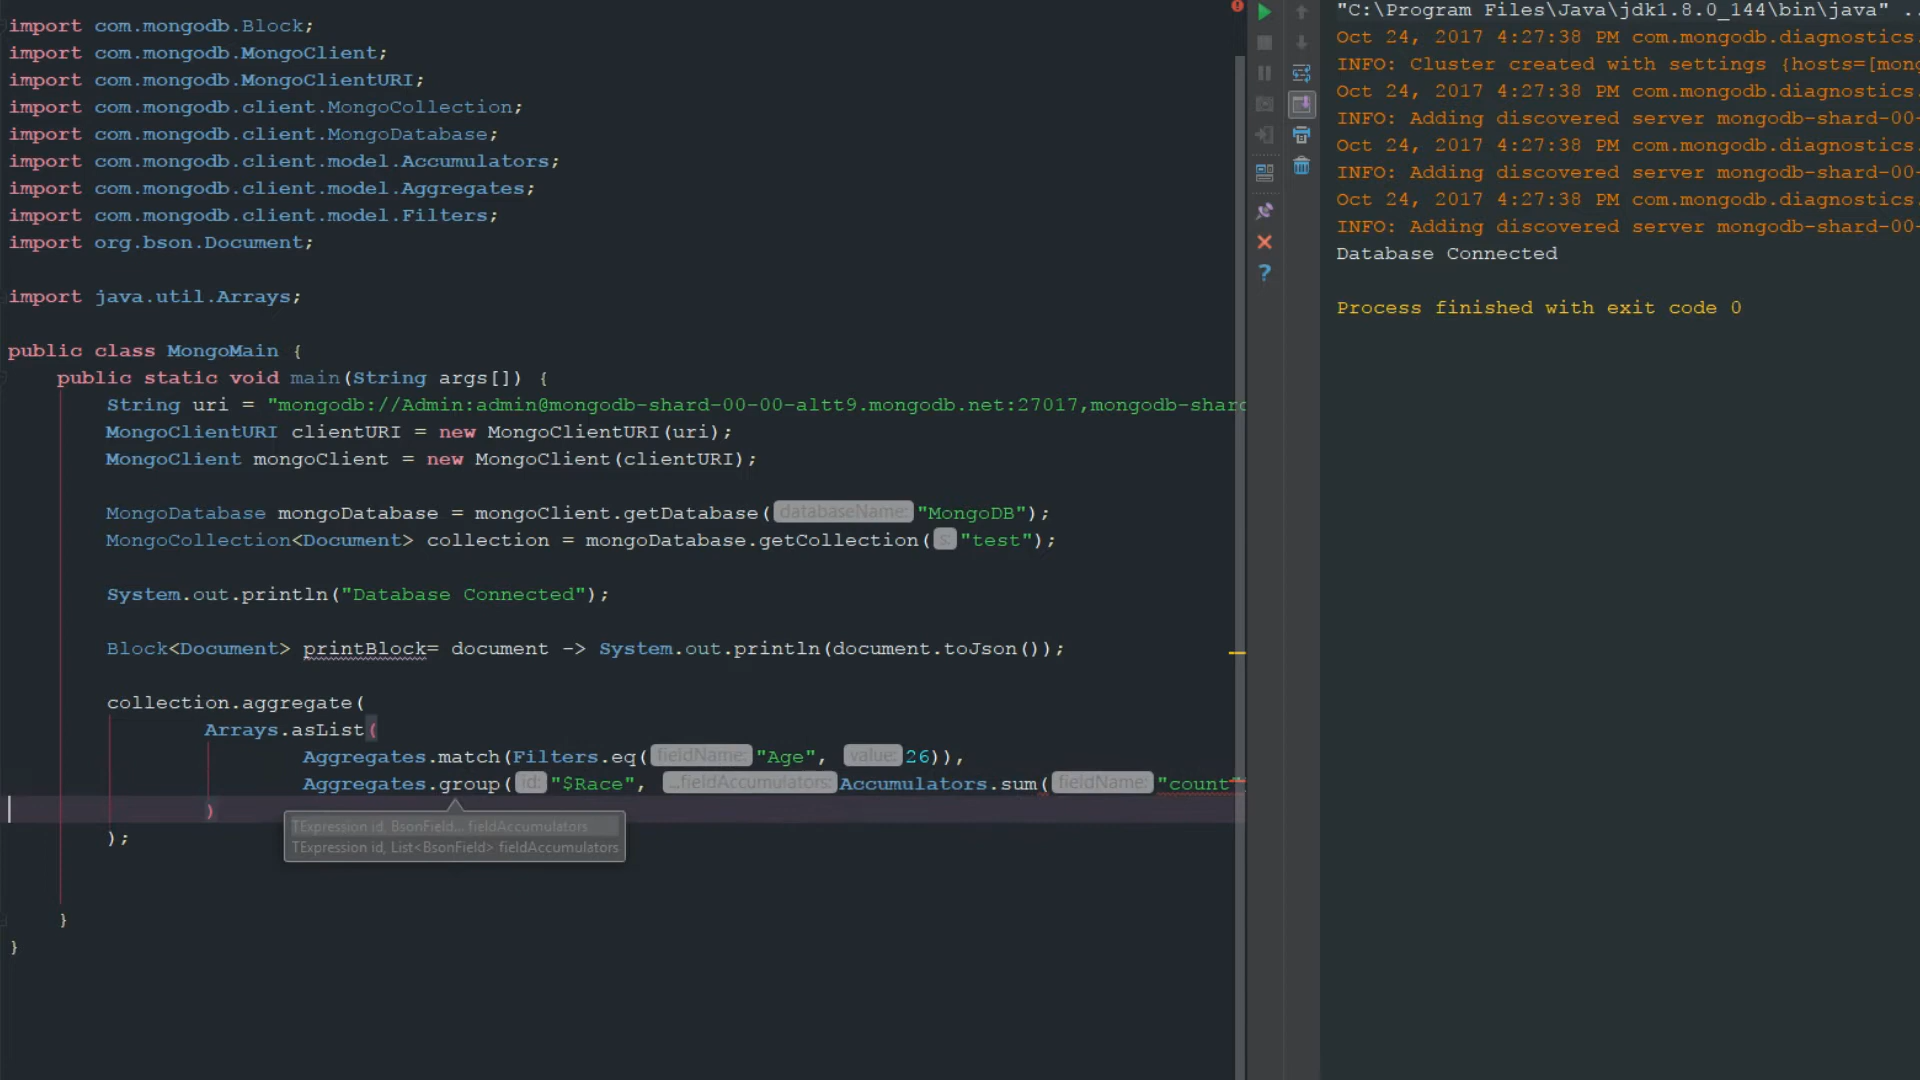 import com.mongodb.Block;
import com.mongodb.MongoClient;
import com.mongodb.MongoClientURI;
import com.mongodb.client.MongoCollection;
import com.mongodb.client.MongoDatabase;
import com.mongodb.client.model.Accumulators;
import com.mongodb.client.model.Aggregates;
import com.mongodb.client.model.Filters;
import org.bson.Document;
import java.util.Arrays;
public class MongoMain {
public static void main(String args[]) {
String uri = "mongodb://Admin:admin@mongodb-shard-00-00-altt9.mongodb.net:27017,mongodb-shard
MongoClientURI clientURI = new MongoClientURI(uri);
MongoClient mongoClient = new MongoClient(clientURI);
MongoDatabase mongoDatabase = mongoClient.getDatabase( databaseName: "MongoDB");
MongoCollection<Document> collection = mongoDatabase.getCollection( s: "test");
System.out.println("Database Connected");
Block<Document> printBlock= document -> System.out.println(document.toJson());
collection.aggregate(
Arrays.asList(
Aggregates.match(Filters.eq( fieldName: "Age", value: 26)),
Aggregates.group( id: "$Race", ...fieldAccumulators: Accumulators.sum( fieldName: "count"
)
TExpression id, BsonField... fieldAccumulators
TExpression id, List<BsonField> fieldAccumulators
);
}
}
"C:\Program Files\Java\jdk1.8.0_144\bin\java" ..
Oct 24, 2017 4:27:38 PM com.mongodb.diagnostics.
INFO: Cluster created with settings {hosts=[mong
Oct 24, 2017 4:27:38 PM com.mongodb.diagnostics.
INFO: Adding discovered server mongodb-shard-00-
Oct 24, 2017 4:27:38 PM com.mongodb.diagnostics.
INFO: Adding discovered server mongodb-shard-00-
Oct 24, 2017 4:27:38 PM com.mongodb.diagnostics.
INFO: Adding discovered server mongodb-shard-00-
Database Connected
Process finished with exit code 0